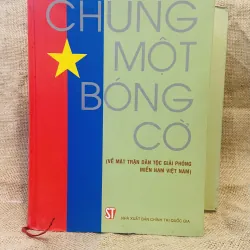 CHUNG
MỘT
BÓNG
CỜ
(VỀ MẶT TRẬN DÂN TỘC GIẢI PHÓNG
MIỀN NAM VIỆT NAM)
ST
NHÀ XUẤT BẢN CHÍNH TRỊ QUỐC GIA